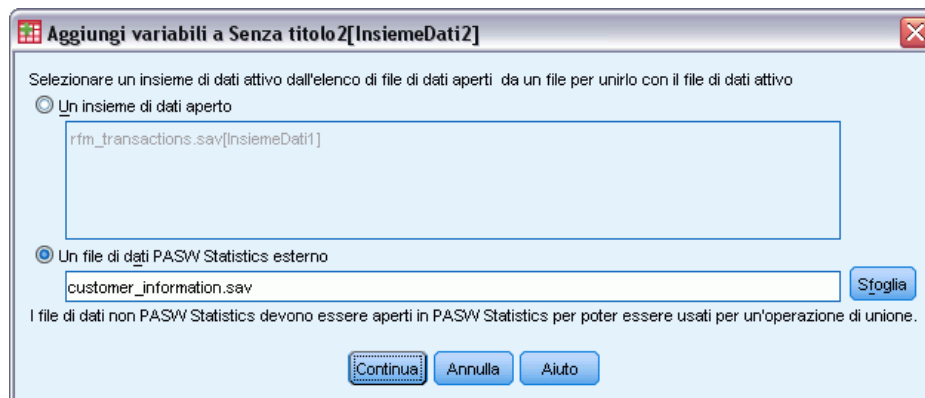 Aggiungi variabili a Senza titolo2[InsiemeDati2]
Selezionare un insieme di dati attivo dall'elenco di file di dati aperti da un file per unirlo con il file di dati attivo
Un insieme di dati aperto
rfm_transactions.sav[InsiemeDati1]
Un file di dati PASW Statistics esterno
customer_information.sav
Sfoglia
I file di dati non PASW Statistics devono essere aperti in PASW Statistics per poter essere usati per un'operazione di unione.
Continua Annulla Aiuto